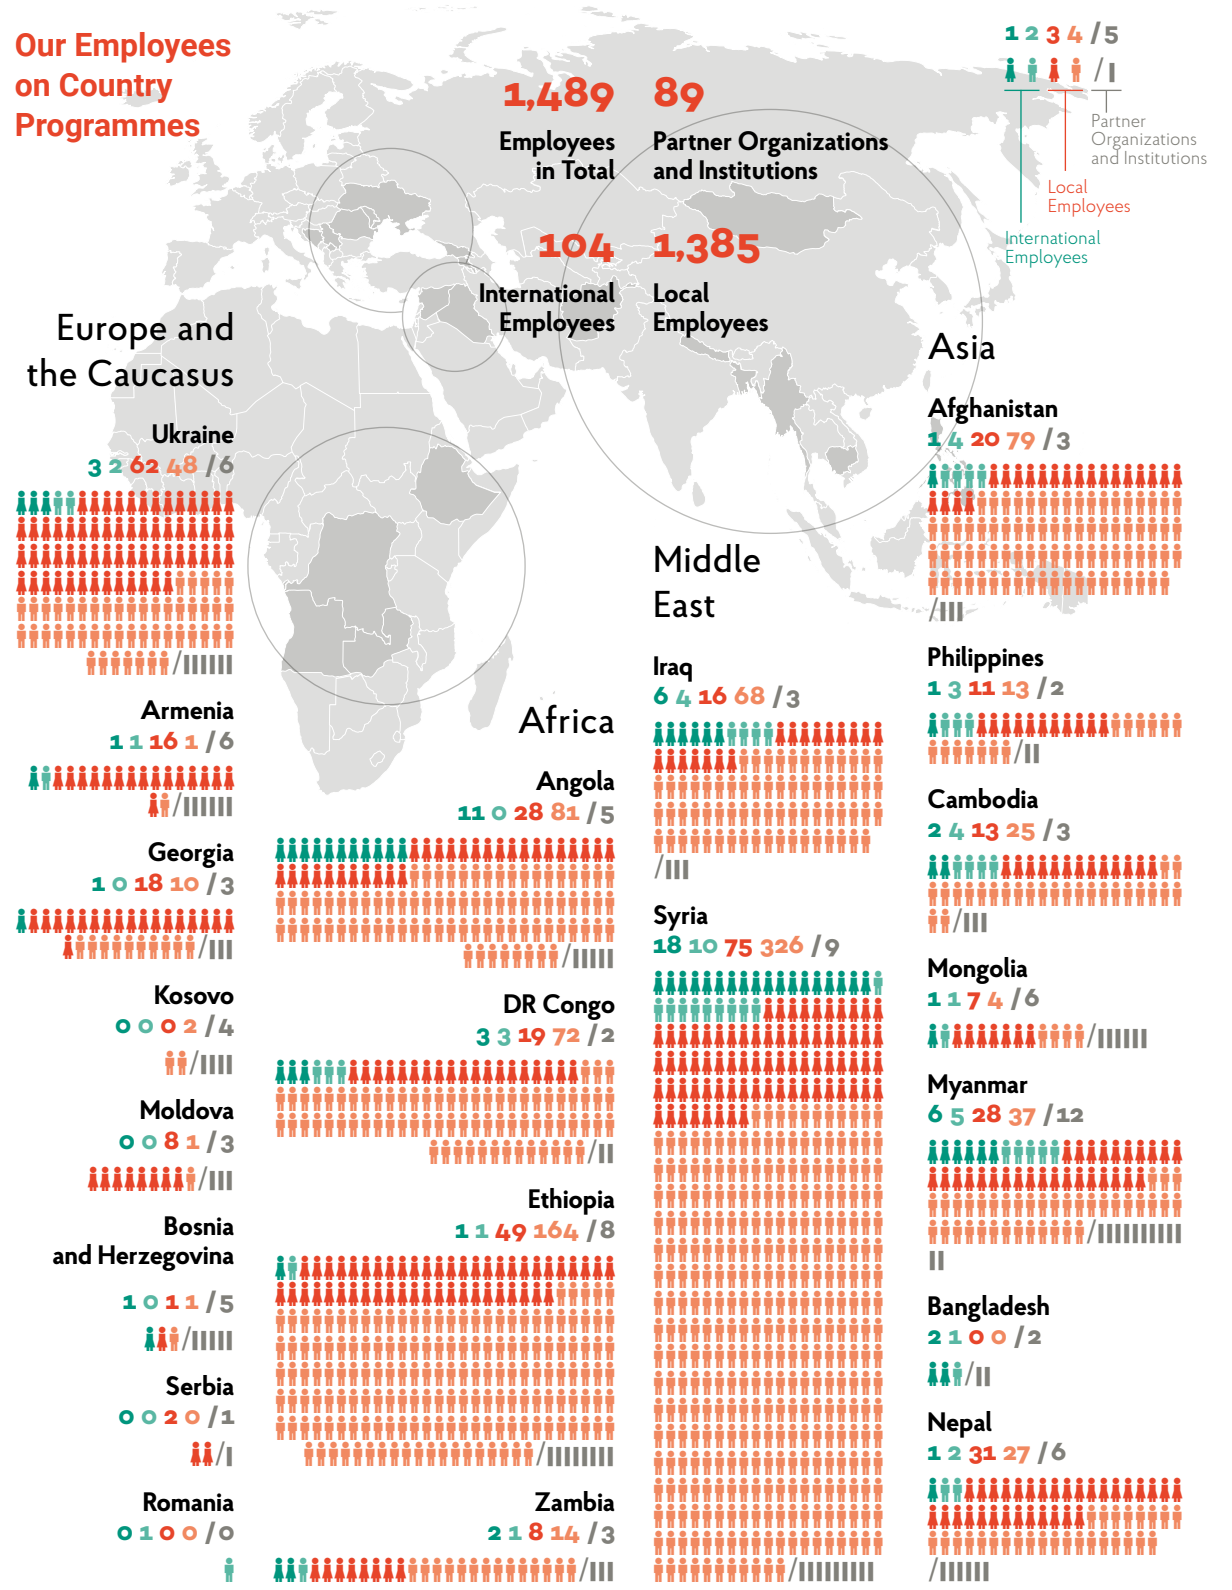 Our Employees
on Country
Programmes
1,489
Employees
in Total
89
Partner Organizations
and Institutions
104
International
Employees
1,385
Local
Employees
1 2 3 4 / 5
Partner
Organizations
and Institutions
Local
Employees
International
Employees
Europe and
the Caucasus
Ukraine
3 2 62 48 / 6
Armenia
1 1 16 1 / 6
Georgia
1 0 18 10 / 3
Kosovo
0 0 0 2 / 4
Moldova
0 0 8 1 / 3
Bosnia
and Herzegovina
1 0 1 1 / 5
Serbia
0 0 2 0 / 1
Romania
0 1 0 0 / 0
Africa
Angola
11 0 28 81 / 5
DR Congo
3 3 19 72 / 2
Ethiopia
1 1 49 164 / 8
Zambia
2 1 8 14 / 3
Middle
East
Iraq
6 4 16 68 / 3
Syria
18 10 75 326 / 9
Asia
Afghanistan
1 4 20 79 / 3
Philippines
1 3 11 13 / 2
Cambodia
2 4 13 25 / 3
Mongolia
1 1 7 4 / 6
Myanmar
6 5 28 37 / 12
Bangladesh
2 1 0 0 / 2
Nepal
1 2 31 27 / 6